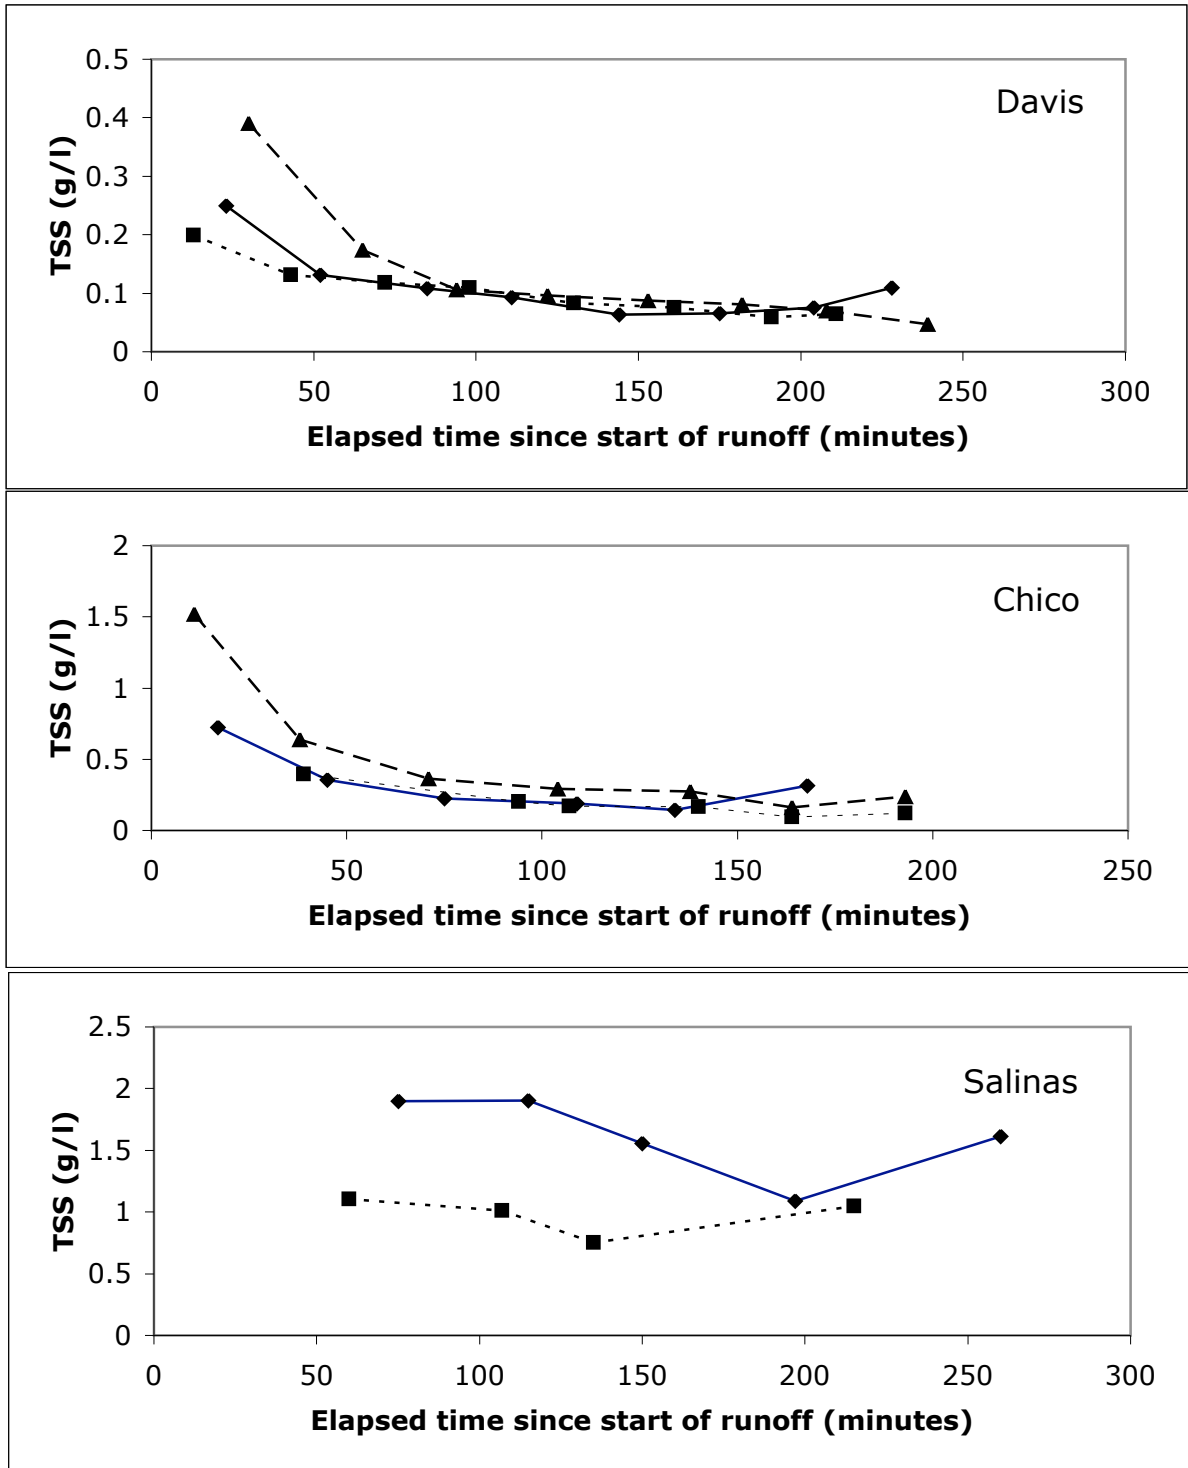 0.5
Davis
0.4
0.3
0.2
0.1
0
TSS (g/l)
0 50 100 150 200 250 300
Elapsed time since start of runoff (minutes)
2
Chico
1.5
1
0.5
0
TSS (g/l)
0 50 100 150 200 250
Elapsed time since start of runoff (minutes)
2.5
Salinas
2
1.5
1
0.5
0
TSS (g/l)
0 50 100 150 200 250 300
Elapsed time since start of runoff (minutes)